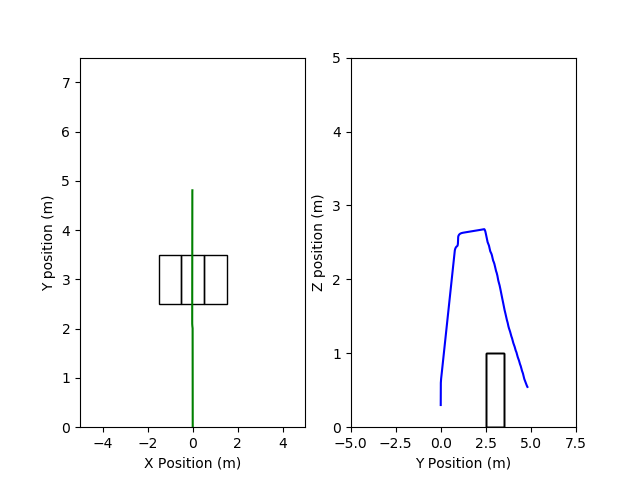 7
6
5
4
3
2
1
0
Y position (m)
−4 −2 0 2 4
X Position (m)
5
4
3
2
1
0
Z position (m)
−5.0 −2.5 0.0 2.5 5.0 7.5
Y Position (m)